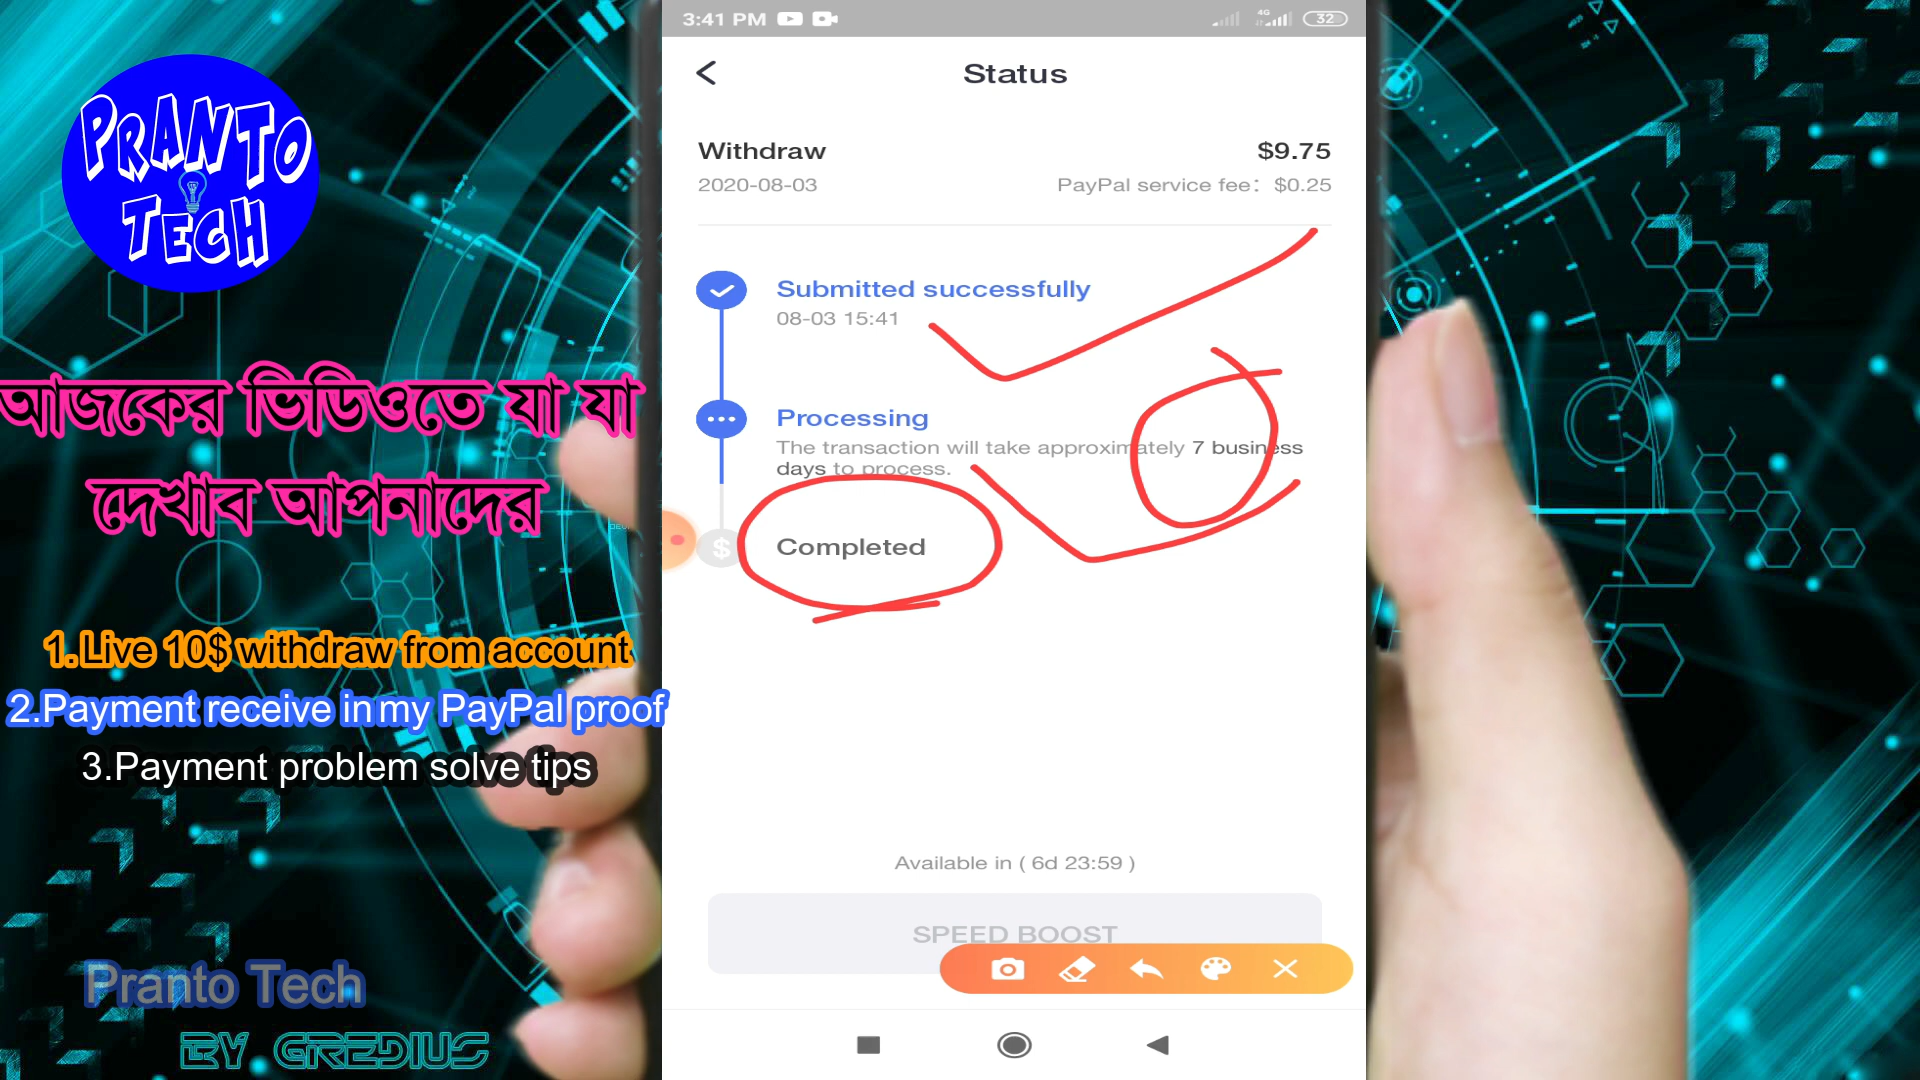 PRANTO
TECH
আজকের ভিডিওতে যা যা
দেখাব আপনাদের
1.Live 10$ withdraw from account
2.Payment receive in my PayPal proof
3.Payment problem solve tips
Pranto Tech
BY GREDIUS
3:41 PM
4G
32
Status
Withdraw
$9.75
2020-08-03
PayPal service fee： $0.25
Submitted successfully
08-03 15:41
Processing
The transaction will take approximately 7 business
days to process.
$
Completed
Available in ( 6d 23:59 )
SPEED BOOST